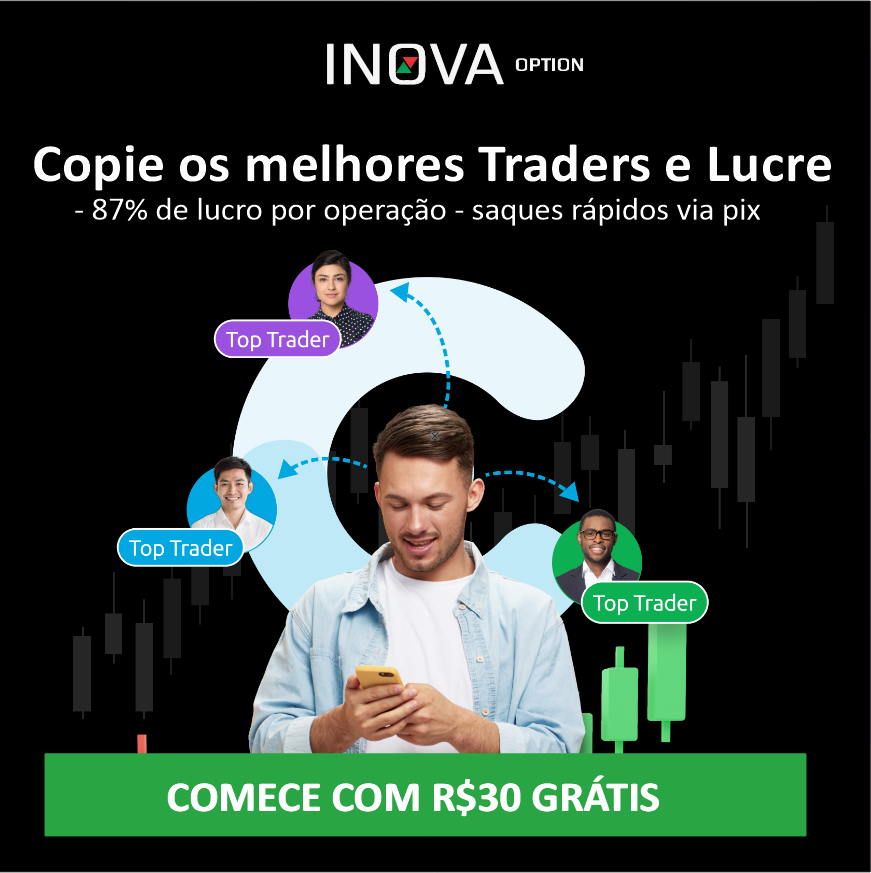 INOVA OPTION
Copie os melhores Traders e Lucre
- 87% de lucro por operação - saques rápidos via pix
Top Trader
Top Trader
Top Trader
COMECE COM R$30 GRÁTIS